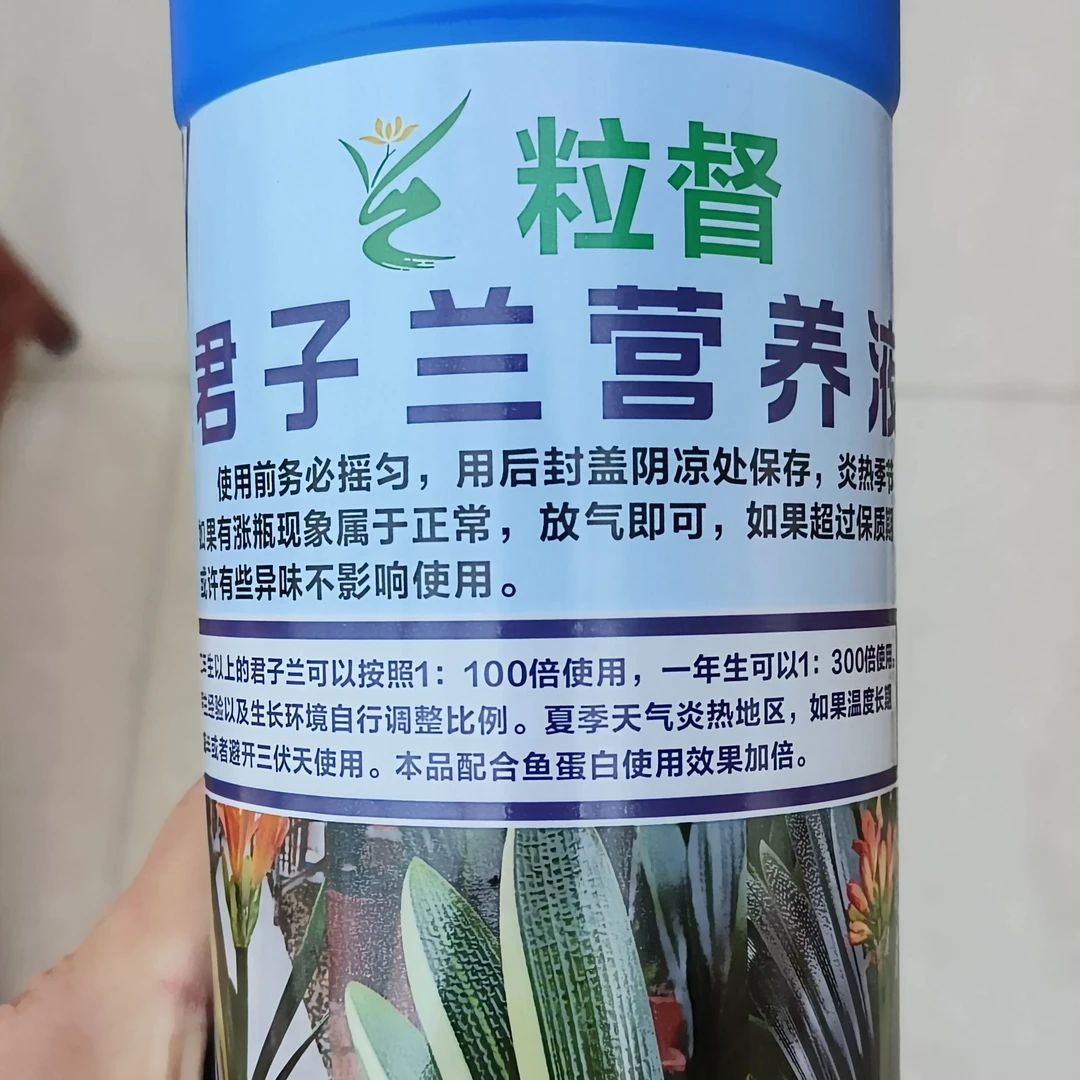 粒督
君子兰营养液
使用前务必摇匀，用后封盖阴凉处保存，炎热季节
如果有涨瓶现象属于正常，放气即可，如果超过保质期
或许有些异味不影响使用。
年生以上的君子兰可以按照1：100倍使用，一年生可以1：300倍使用。
经验以及生长环境自行调整比例。夏季天气炎热地区，如果温度长期
或者避开三伏天使用。本品配合鱼蛋白使用效果加倍。